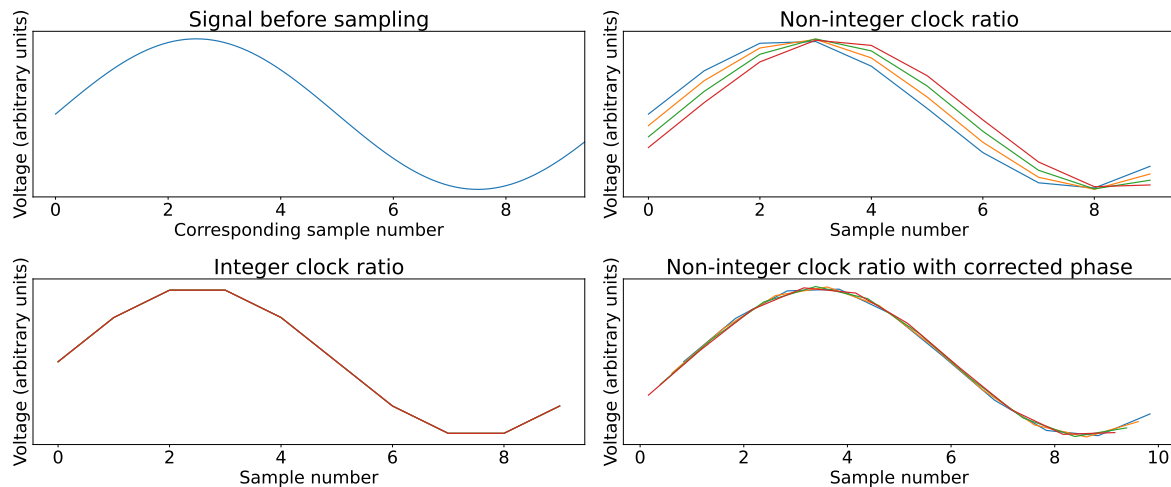 Signal before sampling
Voltage (arbitrary units)
0 2 4 6 8
Corresponding sample number
Non-integer clock ratio
Voltage (arbitrary units)
0 2 4 6 8
Sample number
Integer clock ratio
Voltage (arbitrary units)
0 2 4 6 8
Sample number
Non-integer clock ratio with corrected phase
Voltage (arbitrary units)
0 2 4 6 8 10
Sample number